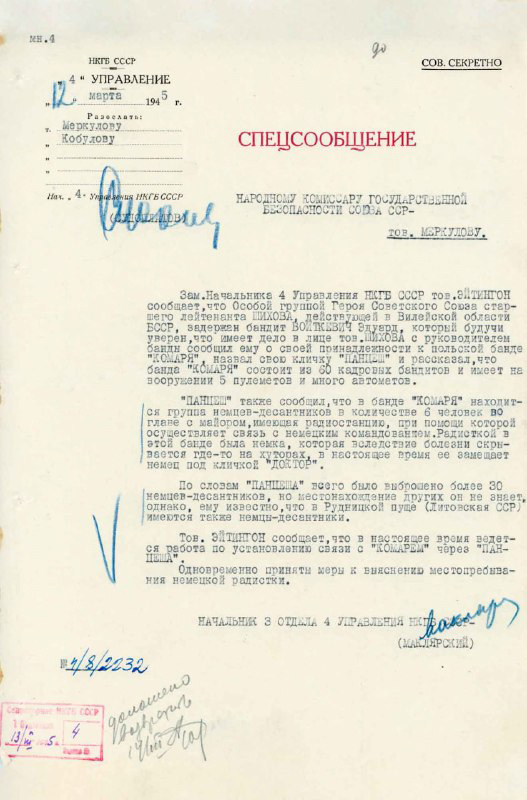 мн.4
НКГБ СССР
„ 4 " УПРАВЛЕНИЕ
„12" марта 1945 г.
Разослать:
т. Меркулову
" Кобулову
"
"
"
Нач. „ 4 " Управления НКГБ СССР
(СУДОПЛАТОВ)
СОВ. СЕКРЕТНО
СПЕЦСООБЩЕНИЕ
НАРОДНОМУ КОМИССАРУ ГОСУДАРСТВЕННОЙ
БЕЗОПАСНОСТИ СОЮЗА ССР-
тов. МЕРКУЛОВУ.
Зам.Начальника 4 Управления НКГБ СССР тов.ЭЙТИНГОН
сообщает,что Особой группой Героя Советского Союза стар-
шего лейтенанта ШИХОВА, действующей в Вилейской области
БССР, задержан бандит ВОЙТКЕВИЧ Эдуард, который будучи
уверен,что имеет дело в лице тов.ШИХОВА с руководителем
банды сообщил ему о своей принадлежности к польской банде
"КОМАРЯ", назвал свою кличку "ПАНЦЕШ" и рассказал,что
банда "КОМАРЯ" состоит из 60 кадровых бандитов и имеет на
вооружении 5 пулеметов и много автоматов.
"ПАНЦЕШ" также сообщил,что в банде "КОМАРЯ" находит-
ся группа немцев-десантников в количестве 6 человек во
главе с майором,имеющая радиостанцию, при помощи которой
осуществляет связь с немецким командованием.Радисткой в
этой банде была немка, которая вследствие болезни скры-
вается где-то на хуторах, в настоящее время ее замещает
немец под кличкой "ДОКТОР".
По словам "ПАНЦЕША" всего было выброшено более 30
немцев-десантников, но местонахождение других он не знает,
однако, ему известно,что в Рудницкой пуще (Литовская ССР)
имеются также немцы-десантники.
Тов. ЭЙТИНГОН сообщает,что в настоящее время ведет-
ся работа по установлению связи с "КОМАРЕМ" через "ПАН-
ЦЕША".
Одновременно приняты меры к выяснению местопребыва-
ния немецкой радистки.
НАЧАЛЬНИК 3 ОТДЕЛА 4 УПРАВЛЕНИЯ НКГБ СССР-
(МАКЛЯРСКИЙ)
№ 4/8/2232
Секретариат НКГБ СССР
13/III 1945 г.
4
доложено